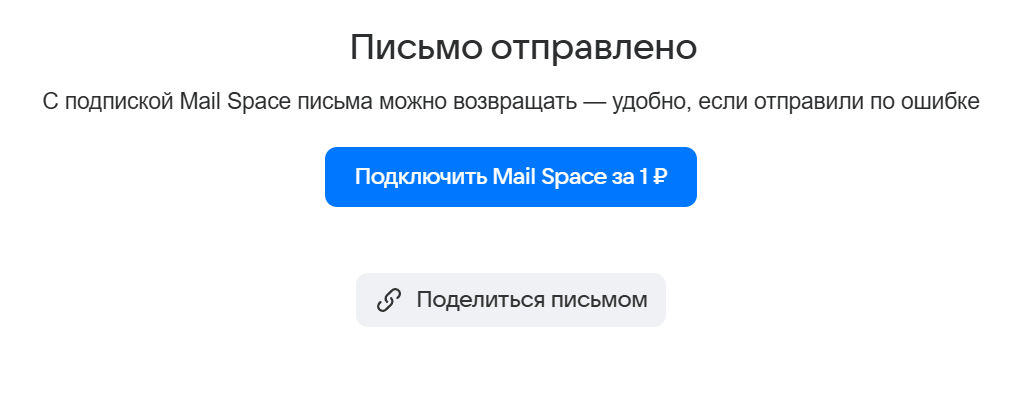 Письмо отправлено
С подпиской Mail Space письма можно возвращать — удобно, если отправили по ошибке
Подключить Mail Space за 1 ₽
Поделиться письмом